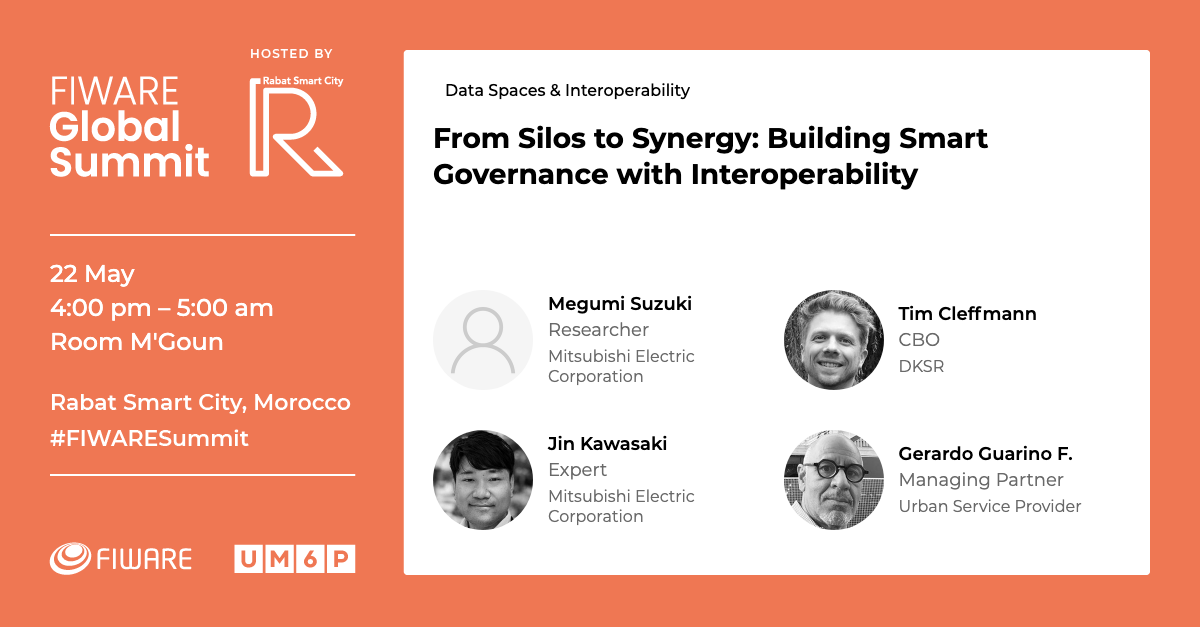 HOSTED BY
Rabat Smart City
R
FIWARE
Global
Summit
22 May
4:00 pm – 5:00 am
Room M'Goun
Rabat Smart City, Morocco
#FIWARESummit
FIWARE
UM6P
Data Spaces & Interoperability
From Silos to Synergy: Building Smart
Governance with Interoperability
Megumi Suzuki
Researcher
Mitsubishi Electric
Corporation
Tim Cleffmann
CBO
DKSR
Jin Kawasaki
Expert
Mitsubishi Electric
Corporation
Gerardo Guarino F.
Managing Partner
Urban Service Provider